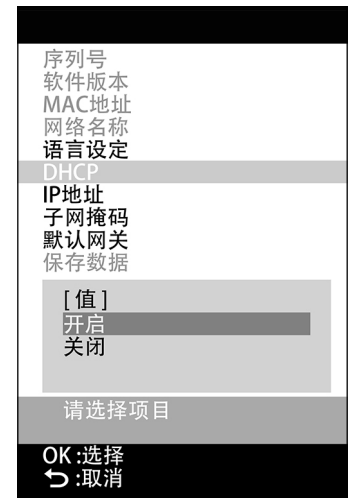 序列号
软件版本
MAC地址
网络名称
语言设定
DHCP
IP地址
子网掩码
默认网关
保存数据
[ 值 ]
开启
关闭
请选择项目
OK :选择
:取消